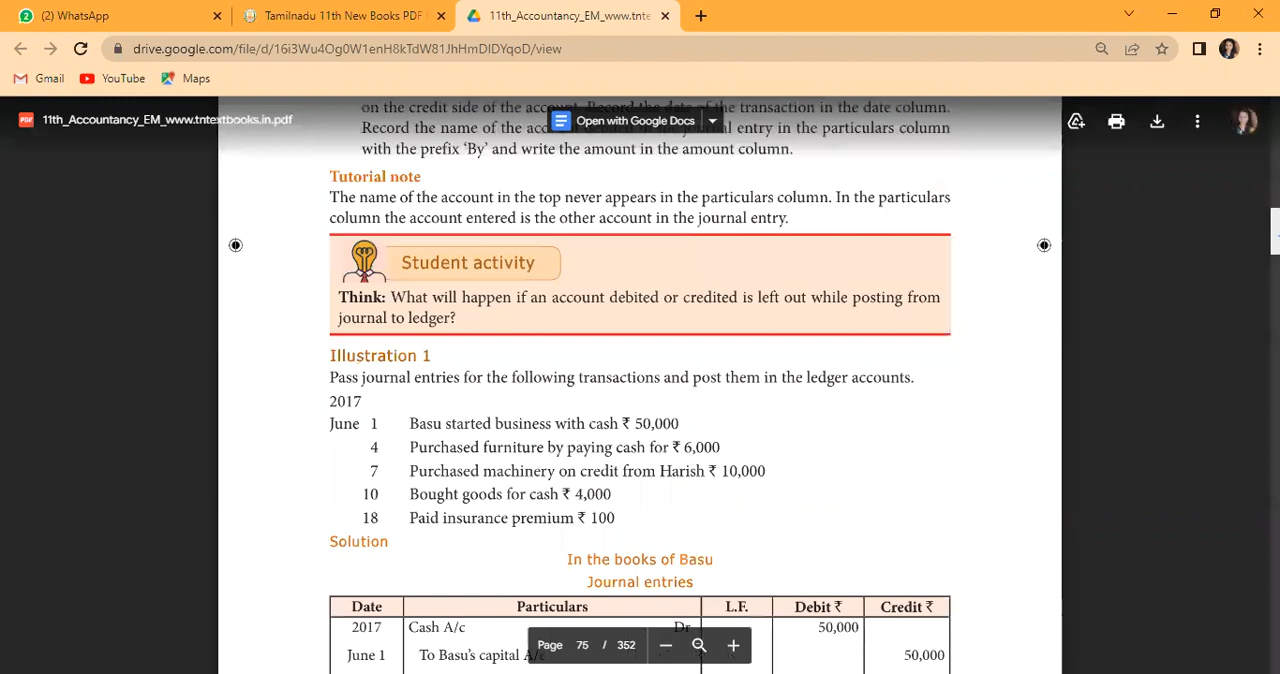 2 (2) WhatsApp
Tamilnadu 11th New Books PDF
11th_Accountancy_EM_www.tnte
drive.google.com/file/d/16i3Wu4Og0W1enH8kTdW81JhHmDIDYqoD/view
Gmail YouTube Maps
on the credit side of the account. Record the date of the transaction in the date column.
PDF 11th_Accountancy_EM_www.tntextbooks.in.pdf
Open with Google Docs
Record the name of the journal entry in the particulars column
with the prefix ‘By’ and write the amount in the amount column.
Tutorial note
The name of the account in the top never appears in the particulars column. In the particulars
column the account entered is the other account in the journal entry.
Student activity
Think: What will happen if an account debited or credited is left out while posting from
journal to ledger?
Illustration 1
Pass journal entries for the following transactions and post them in the ledger accounts.
2017
June 1 Basu started business with cash ₹ 50,000
4 Purchased furniture by paying cash for ₹ 6,000
7 Purchased machinery on credit from Harish ₹ 10,000
10 Bought goods for cash ₹ 4,000
18 Paid insurance premium ₹ 100
Solution
In the books of Basu
Journal entries
Date Particulars L.F. Debit ₹ Credit ₹
2017 Cash A/c Dr 50,000
June 1 To Basu’s capital 50,000
Page 75 / 352